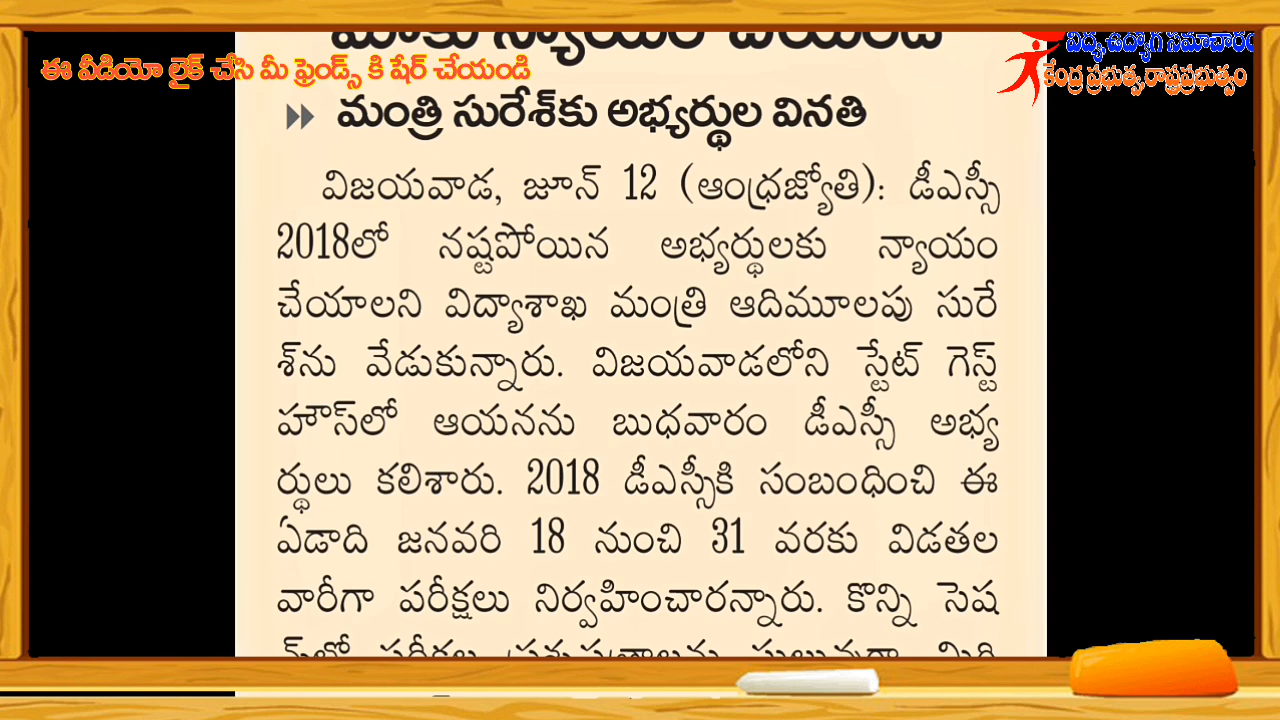 మాకు న్యాయం చేయండి
ఈ వీడియో లైక్ చేసి మీ ఫ్రెండ్స్ కి షేర్ చేయండి
విద్య,ఉద్యోగ సమాచారం
కేంద్ర ప్రభుత్వ,రాష్ట్రప్రభుత్వం
మంత్రి సురేశ్‌కు అభ్యర్థుల వినతి
విజయవాడ, జూన్ 12 (ఆంధ్రజ్యోతి): డీఎస్సీ
2018లో నష్టపోయిన అభ్యర్థులకు న్యాయం
చేయాలని విద్యాశాఖ మంత్రి ఆదిమూలపు సురే
శ్‌ను వేడుకున్నారు. విజయవాడలోని స్టేట్ గెస్ట్
హౌస్‌లో ఆయనను బుధవారం డీఎస్సీ అభ్య
ర్థులు కలిశారు. 2018 డీఎస్సీకి సంబంధించి ఈ
ఏడాది జనవరి 18 నుంచి 31 వరకు విడతల
వారీగా పరీక్షలు నిర్వహించారన్నారు. కొన్ని సెష